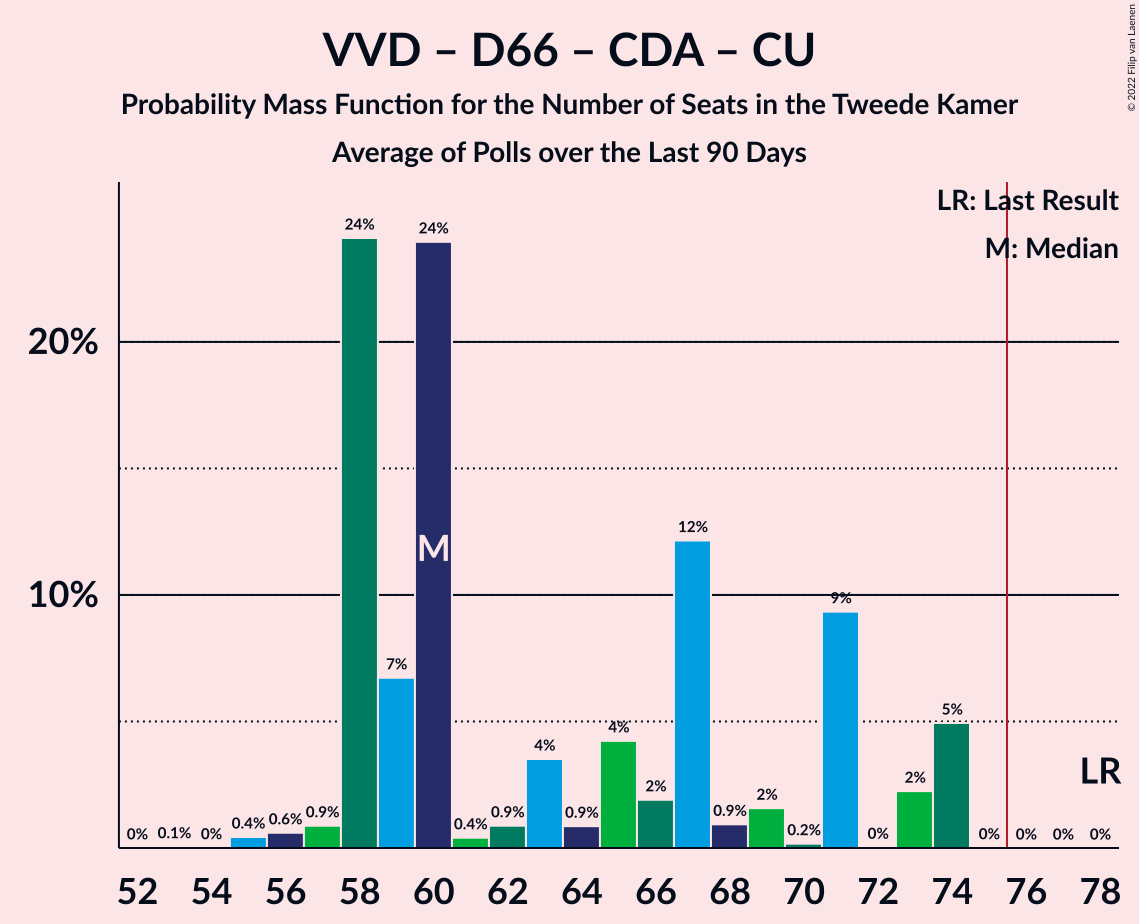 VVD – D66 – CDA – CU
Probability Mass Function for the Number of Seats in the Tweede Kamer
Average of Polls over the Last 90 Days
© 2022 Filip van Laenen
LR: Last Result
M: Median
20%
10%
0% 0.1% 0% 0.4% 0.6% 0.9% 24% 7% 24% 0.4% 0.9% 4% 0.9% 4% 2% 12% 0.9% 2% 0.2% 9% 0% 2% 5% 0% 0% 0% 0%
M
LR
52 54 56 58 60 62 64 66 68 70 72 74 76 78